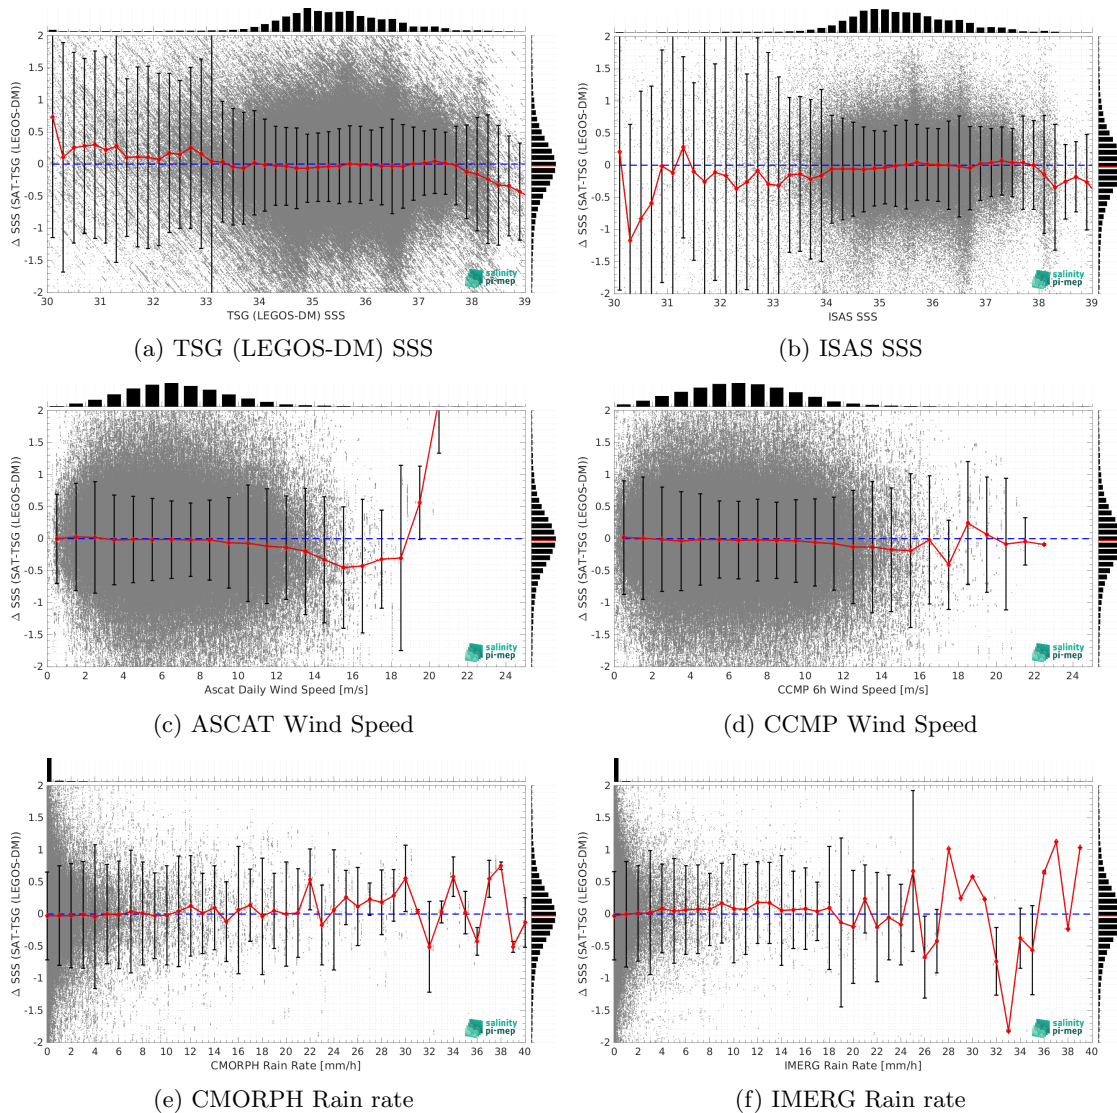 2
1.5
1
0.5
0
-0.5
-1
-1.5
-2
Δ SSS (SAT-TSG (LEGOS-DM))
30 31 32 33 34 35 36 37 38 39
TSG (LEGOS-DM) SSS
salinity
pi-mep
2
1.5
1
0.5
0
-0.5
-1
-1.5
-2
Δ SSS (SAT-TSG (LEGOS-DM))
30 31 32 33 34 35 36 37 38 39
ISAS SSS
salinity
pi-mep
(a) TSG (LEGOS-DM) SSS
(b) ISAS SSS
2
1.5
1
0.5
0
-0.5
-1
-1.5
-2
Δ SSS (SAT-TSG (LEGOS-DM))
0 2 4 6 8 10 12 14 16 18 20 22 24
Ascat Daily Wind Speed [m/s]
salinity
pi-mep
2
1.5
1
0.5
0
-0.5
-1
-1.5
-2
Δ SSS (SAT-TSG (LEGOS-DM))
0 2 4 6 8 10 12 14 16 18 20 22 24
CCMP 6h Wind Speed [m/s]
salinity
pi-mep
(c) ASCAT Wind Speed
(d) CCMP Wind Speed
2
1.5
1
0.5
0
-0.5
-1
-1.5
-2
Δ SSS (SAT-TSG (LEGOS-DM))
0 2 4 6 8 10 12 14 16 18 20 22 24 26 28 30 32 34 36 38 40
CMORPH Rain Rate [mm/h]
salinity
pi-mep
2
1.5
1
0.5
0
-0.5
-1
-1.5
-2
Δ SSS (SAT-TSG (LEGOS-DM))
0 2 4 6 8 10 12 14 16 18 20 22 24 26 28 30 32 34 36 38 40
IMERG Rain Rate [mm/h]
salinity
pi-mep
(e) CMORPH Rain rate
(f) IMERG Rain rate